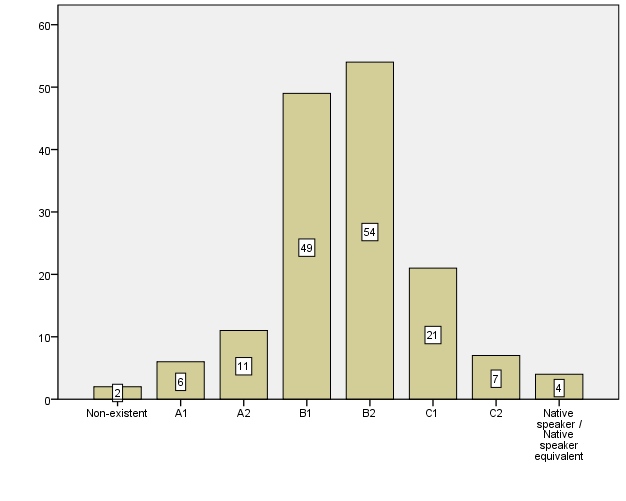 60
50
40
30
20
10
0
49
54
21
11
6
7
4
2
Non-existent
A1
A2
B1
B2
C1
C2
Native
speaker /
Native
speaker
equivalent